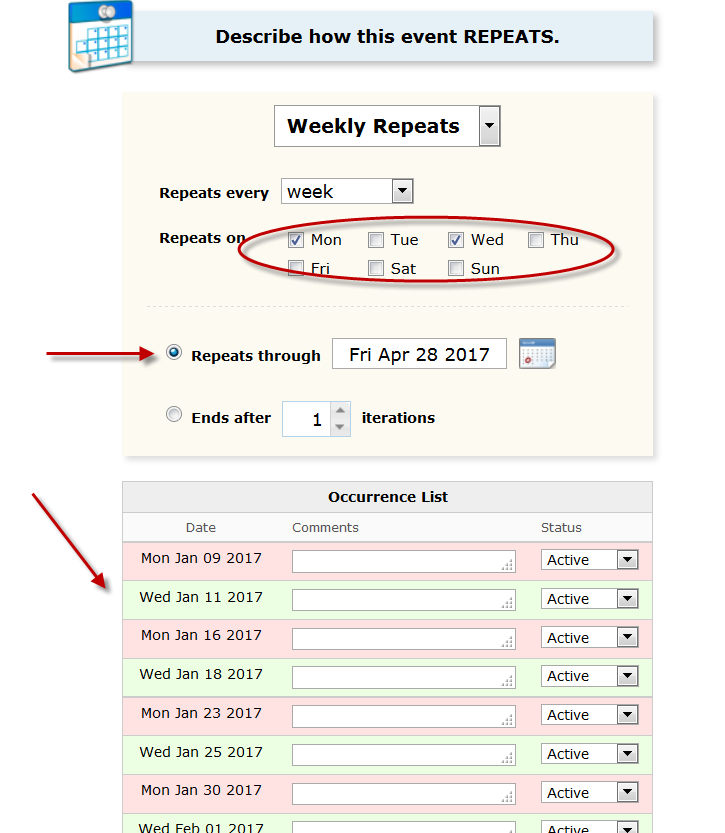 Describe how this event REPEATS.
Weekly Repeats
Repeats every week
Repeats on Mon Tue Wed Thu
Fri Sat Sun
Repeats through Fri Apr 28 2017
Ends after 1 iterations
Occurrence List
Date Comments Status
Mon Jan 09 2017 Active
Wed Jan 11 2017 Active
Mon Jan 16 2017 Active
Wed Jan 18 2017 Active
Mon Jan 23 2017 Active
Wed Jan 25 2017 Active
Mon Jan 30 2017 Active
Wed Feb 01 2017 Active